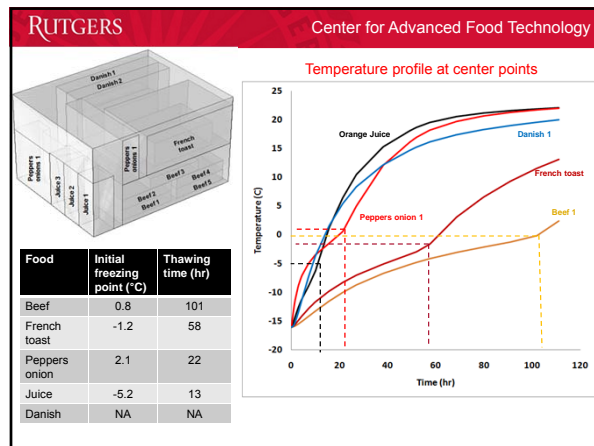 RUTGERS
Center for Advanced Food Technology
Danish 1
Danish 2
Peppers
onions 1
French
toast
Peppers
onions 1
Juice 3
Juice 2
Juice 1
Beef 3
Beef 4
Beef 2
Beef 5
Beef 1
Food
Initial
freezing
point (°C)
Thawing
time (hr)
Beef
0.8
101
French
toast
-1.2
58
Peppers
onion
2.1
22
Juice
-5.2
13
Danish
NA
NA
Temperature profile at center points
Temperature (C)
25
20
15
10
5
0
-5
-10
-15
-20
Orange Juice
Danish 1
French toast
Peppers onion 1
Beef 1
0
20
40
60
80
100
120
Time (hr)